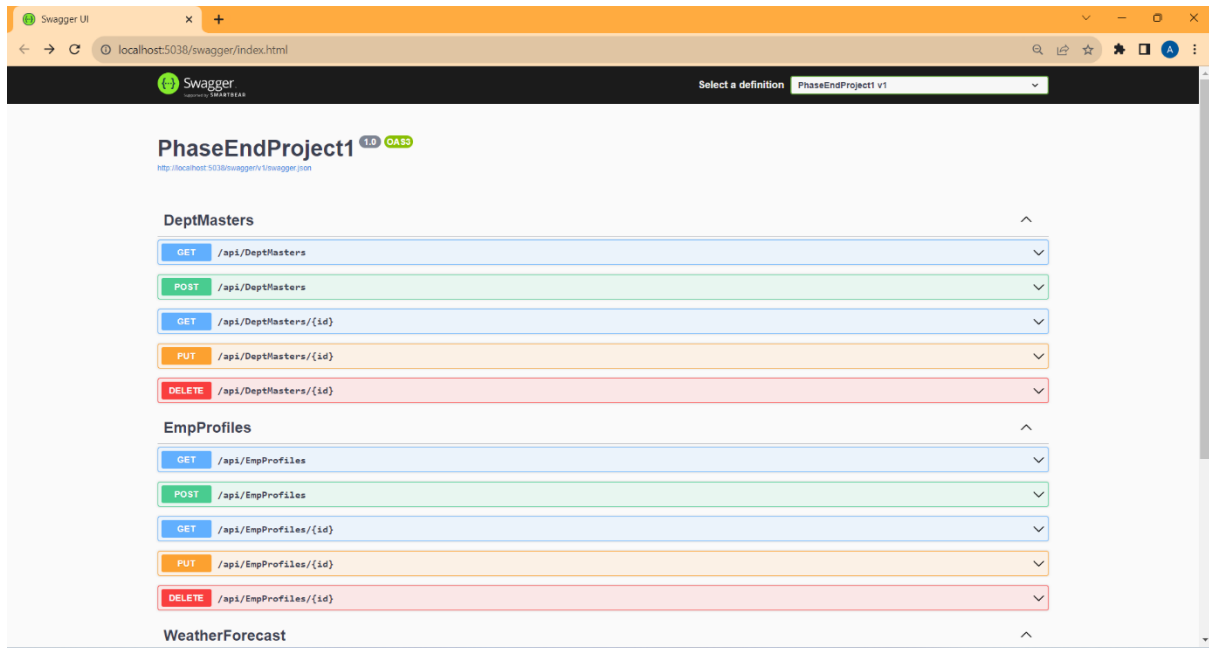 Swagger UI
localhost:5038/swagger/index.html
A
Swagger
supported by SMARTBEAR
Select a definition PhaseEndProject1 v1
PhaseEndProject1 1.0 OAS3
http://localhost:5038/swagger/v1/swagger.json
DeptMasters
GET /api/DeptMasters
POST /api/DeptMasters
GET /api/DeptMasters/{id}
PUT /api/DeptMasters/{id}
DELETE /api/DeptMasters/{id}
EmpProfiles
GET /api/EmpProfiles
POST /api/EmpProfiles
GET /api/EmpProfiles/{id}
PUT /api/EmpProfiles/{id}
DELETE /api/EmpProfiles/{id}
WeatherForecast